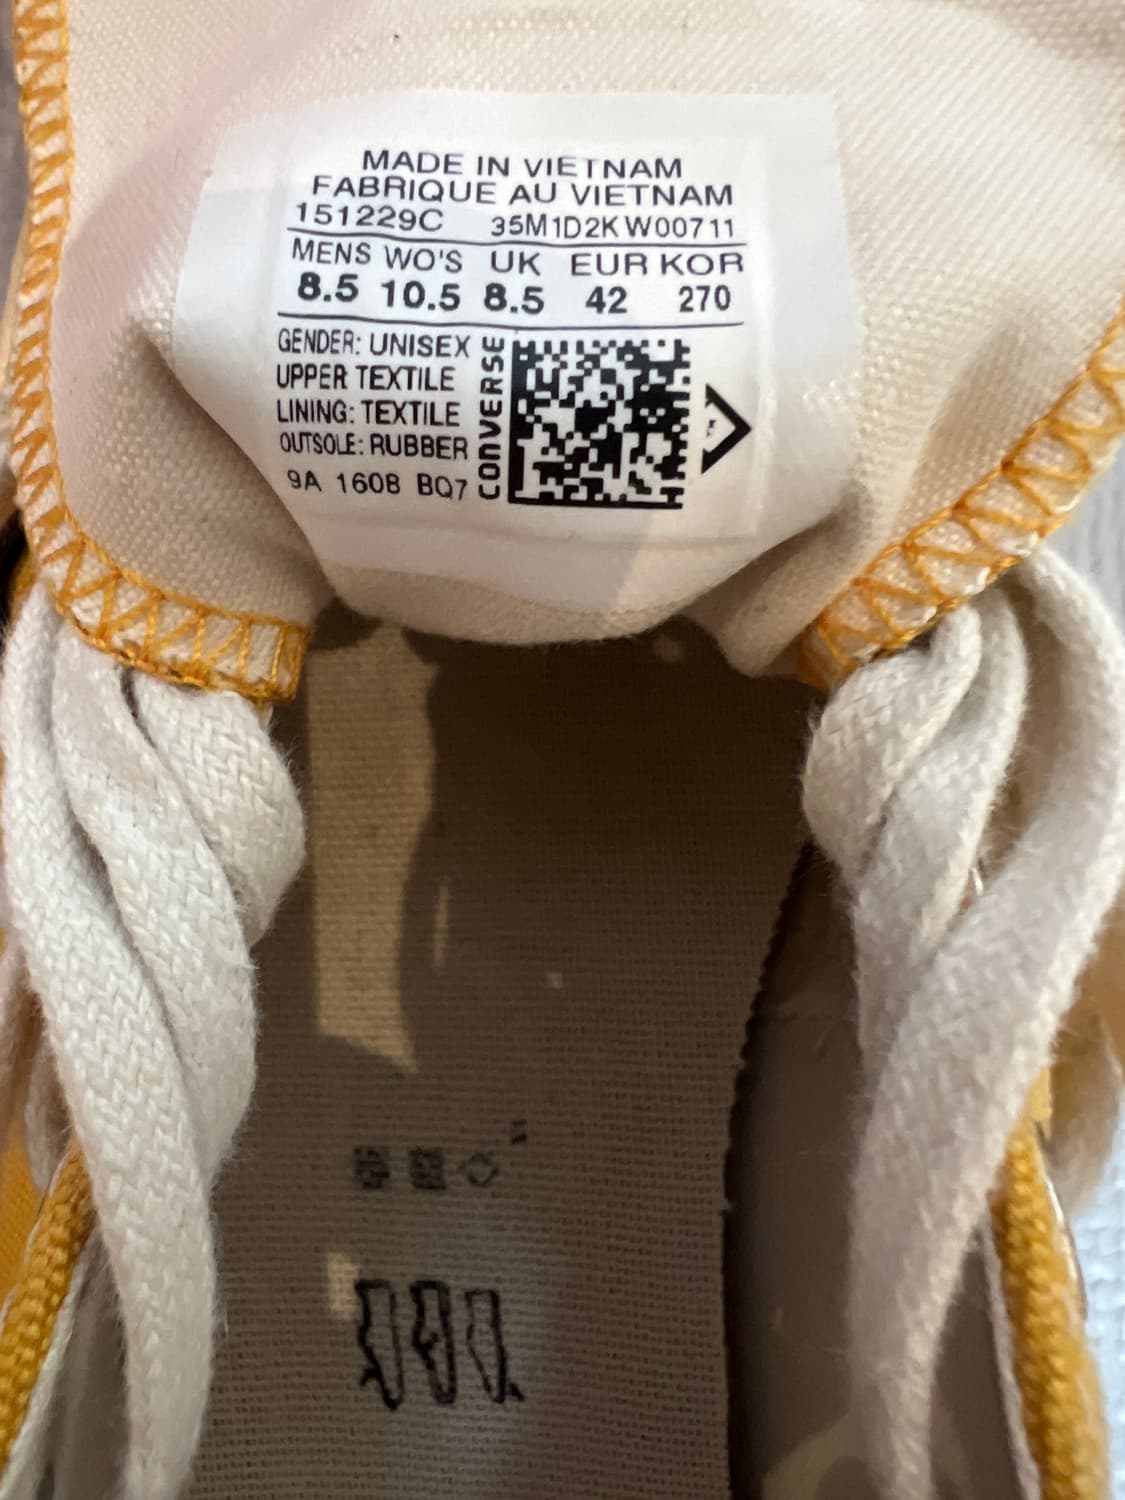 MADE IN VIETNAM
FABRIQUE AU VIETNAM
151229C 35M1D2KW00711
MENS WO'S UK EUR KOR
8.5 10.5 8.5 42 270
GENDER: UNISEX
UPPER TEXTILE
LINING: TEXTILE
OUTSOLE: RUBBER
9A 1608 BQ7
CONVERSE